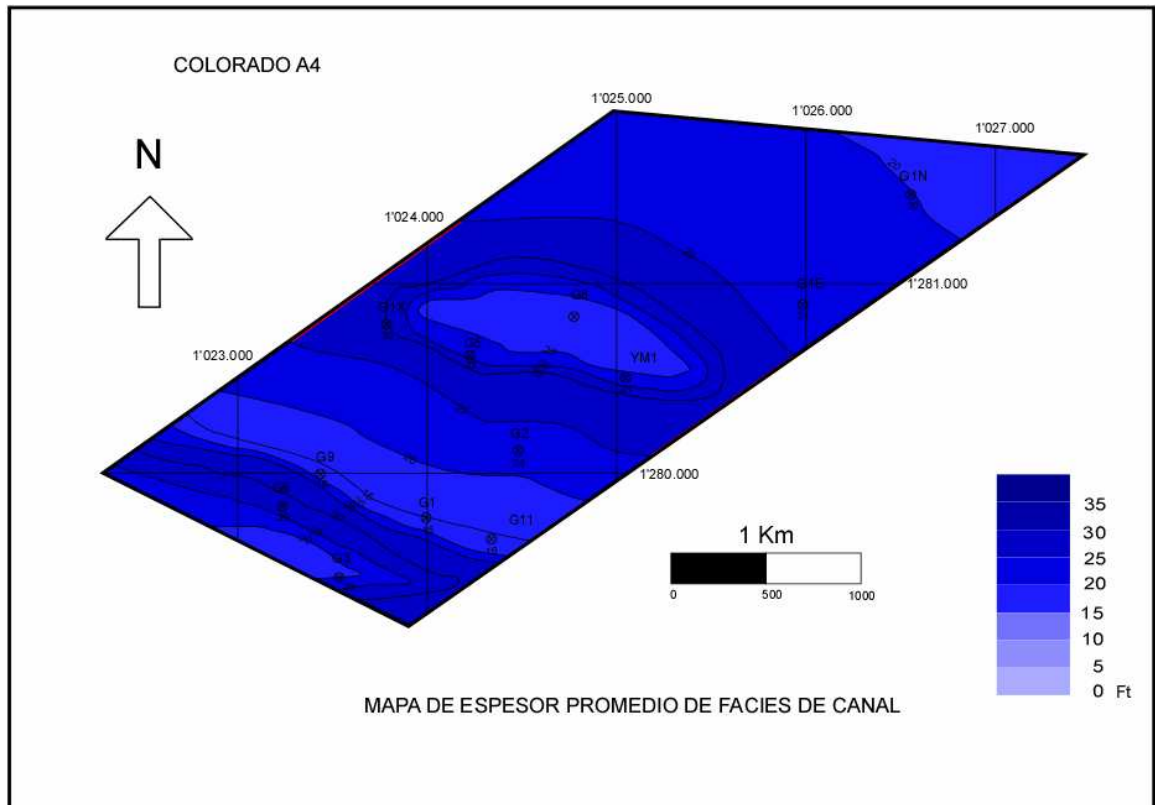 COLORADO A4
N
1'025.000
1'026.000
1'027.000
G1N
1'024.000
G1E
1'281.000
YM1
1'023.000
G2
G9
1'280.000
G1
G11
1 Km
0 500 1000
35
30
25
20
15
10
5
0 Ft
MAPA DE ESPESOR PROMEDIO DE FACIES DE CANAL